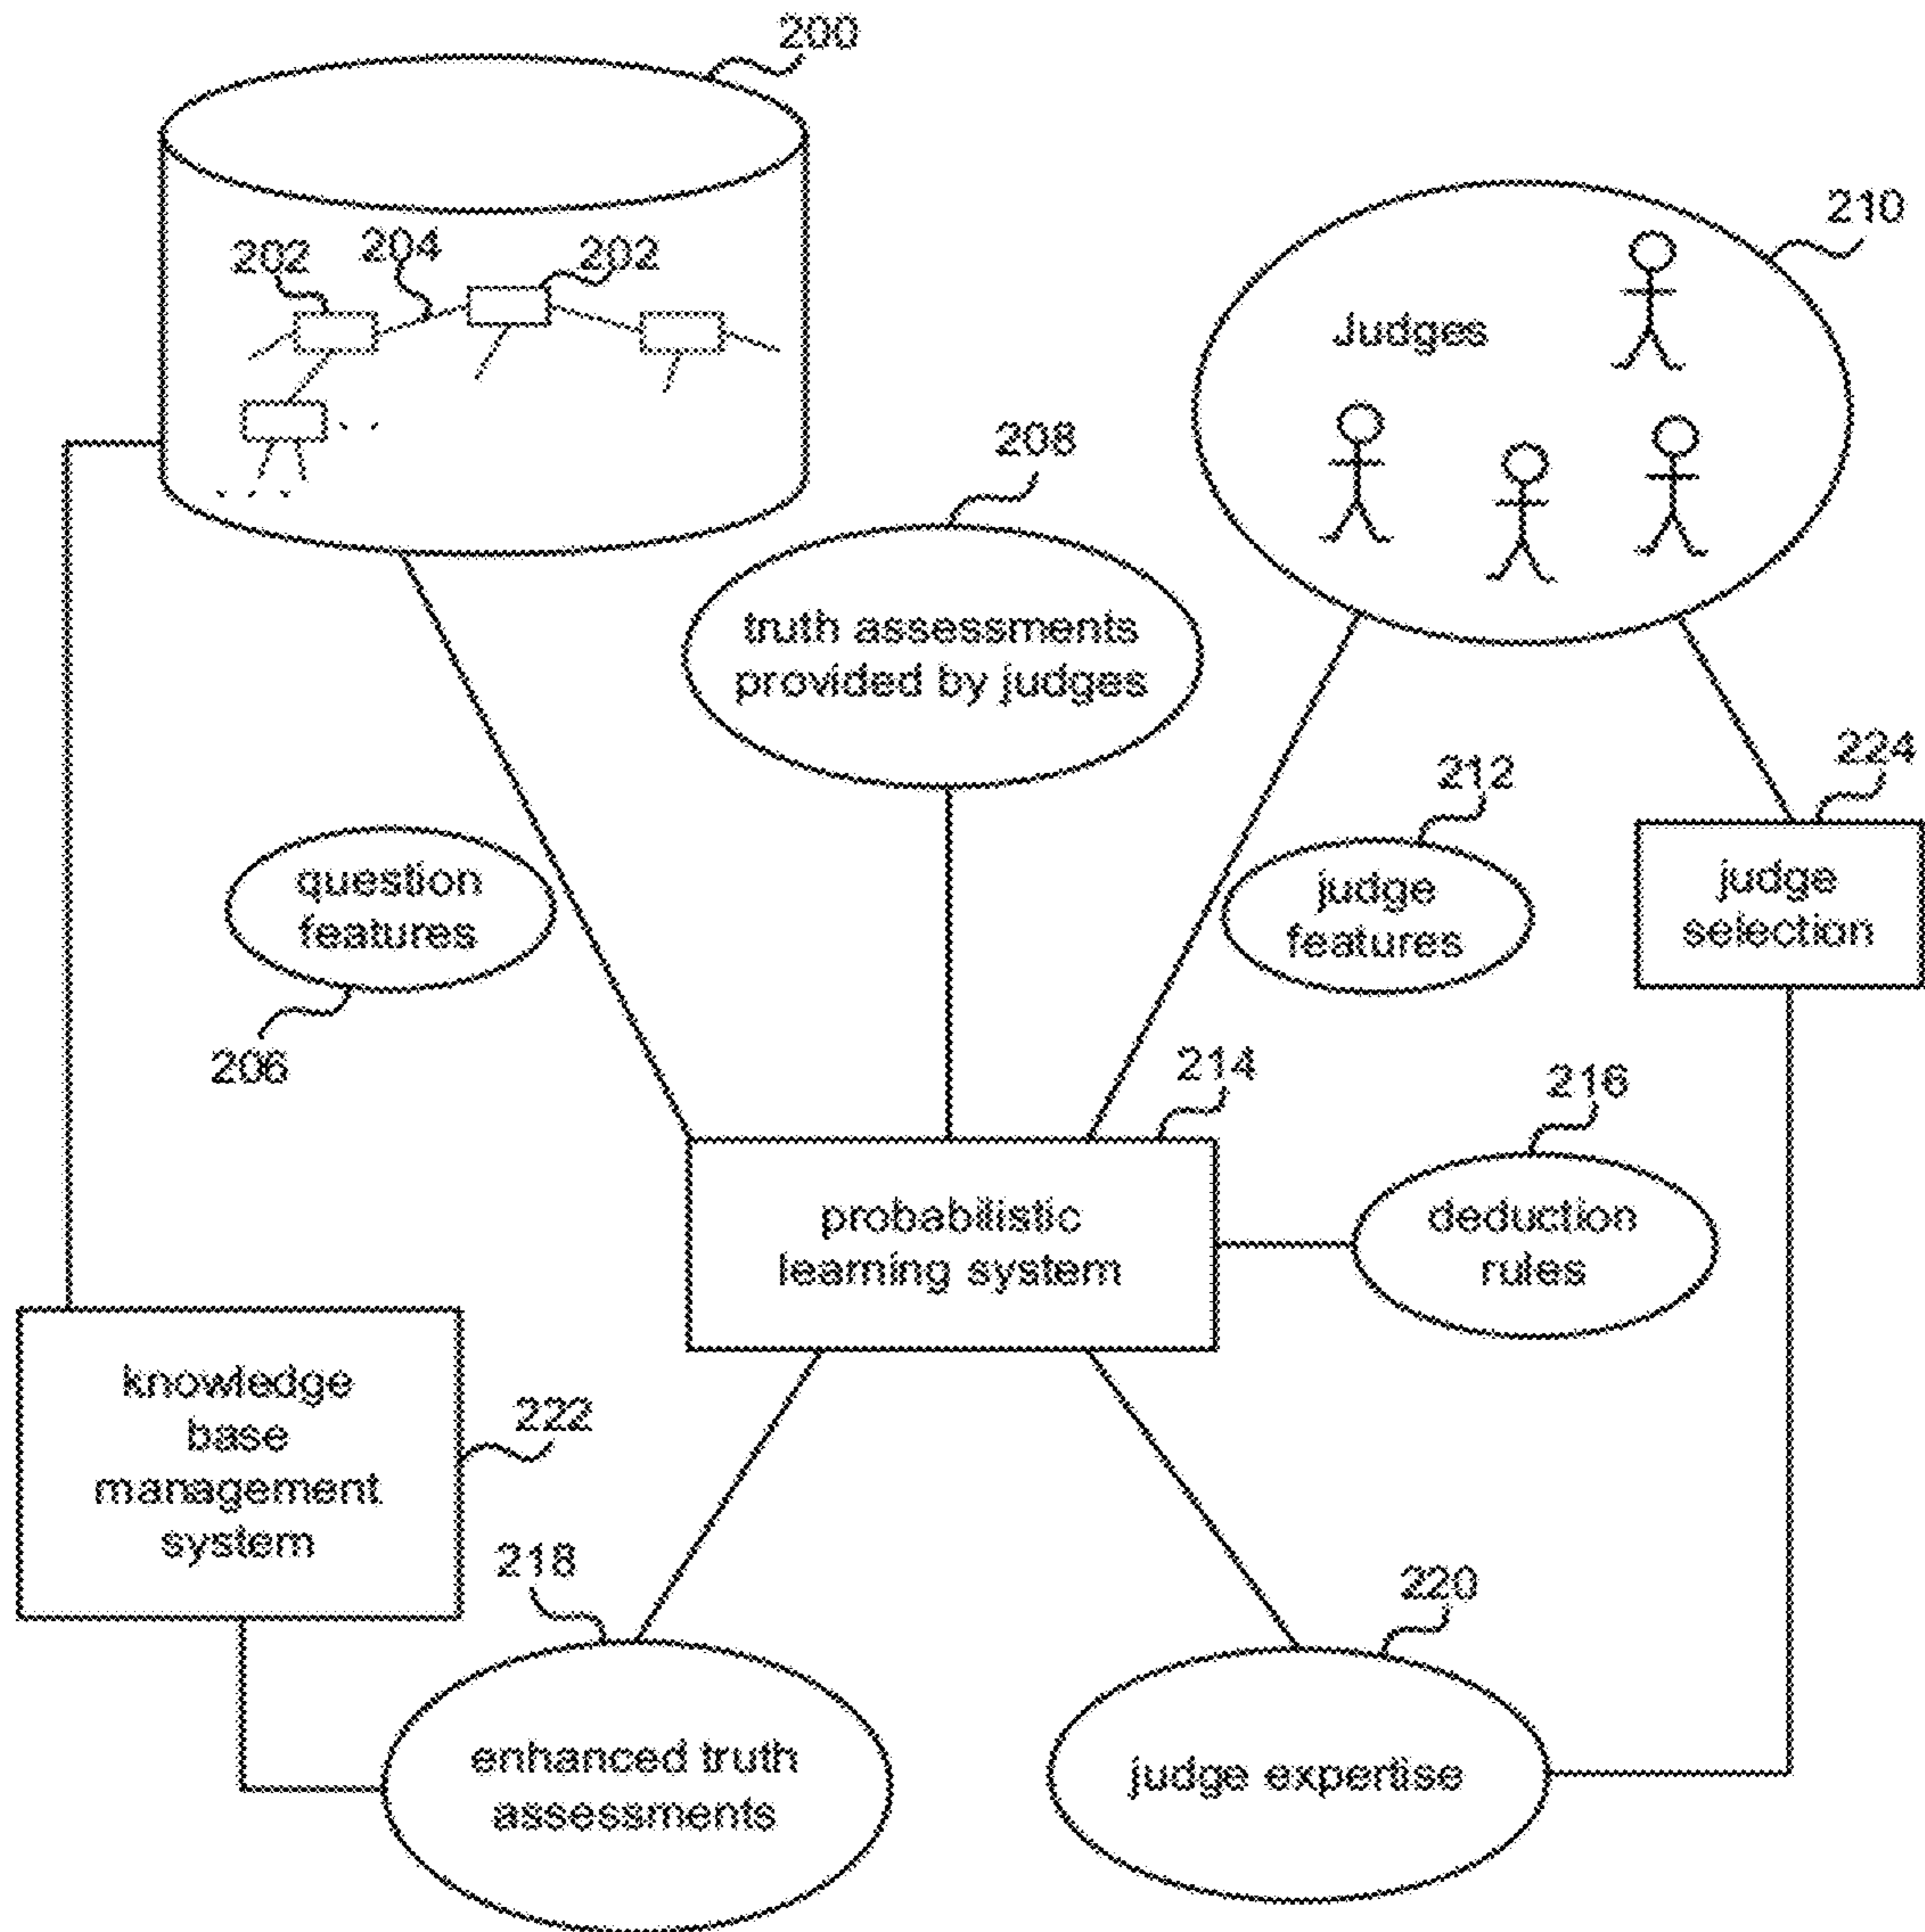 200
202
204
202
210
Judges
208
truth assessments
provided by judges
224
212
question
features
judge
features
judge
selection
206
214
216
probabilistic
learning system
deduction
rules
knowledge
base
management
system
222
218
220
enhanced truth
assessments
judge expertise